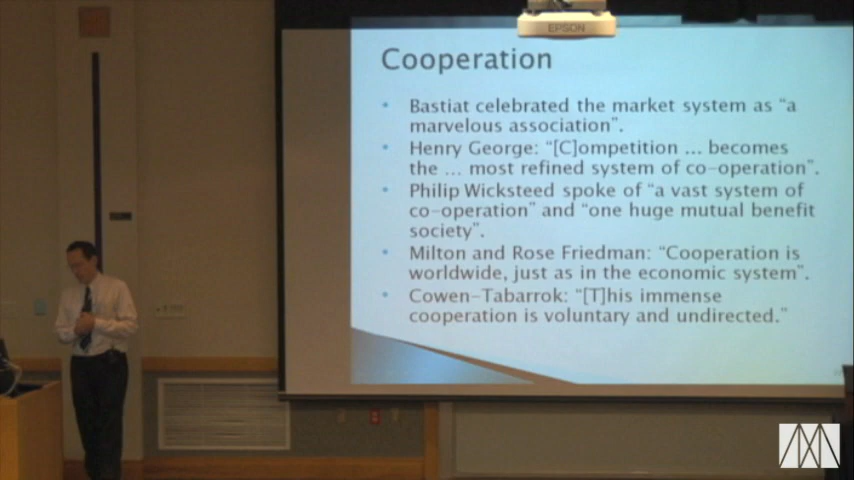 EPSON
Cooperation
Bastiat celebrated the market system as “a
marvelous association”.
Henry George: “[C]ompetition ... becomes
the ... most refined system of co-operation”.
Philip Wicksteed spoke of “a vast system of
co-operation” and “one huge mutual benefit
society”.
Milton and Rose Friedman: “Cooperation is
worldwide, just as in the economic system”.
Cowen-Tabarrok: “[T]his immense
cooperation is voluntary and undirected.”